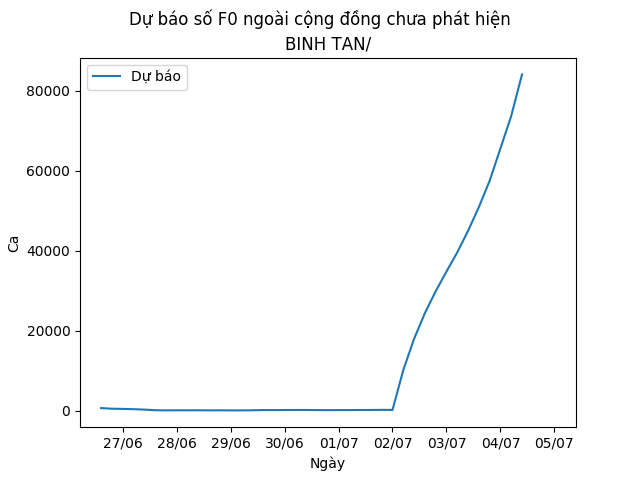 Dự báo số F0 ngoài cộng đồng chưa phát hiện
BINH TAN/
Dự báo
80000
60000
40000
20000
0
Ca
27/06 28/06 29/06 30/06 01/07 02/07 03/07 04/07 05/07
Ngày